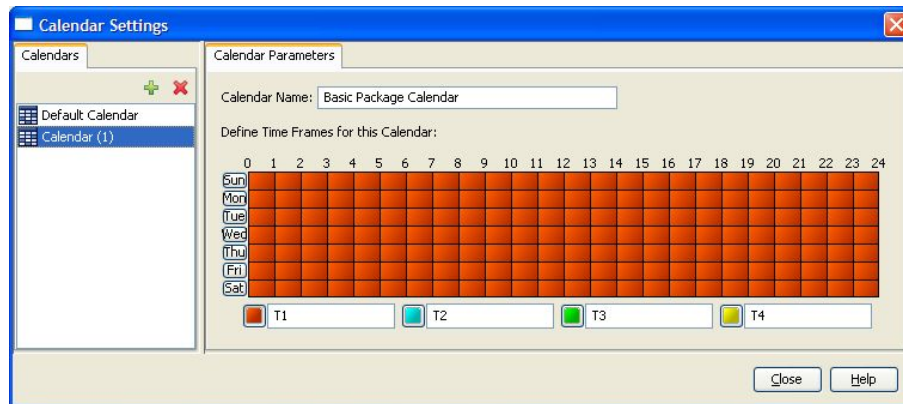 Calendar Settings
Calendars
Calendar Parameters
Default Calendar
Calendar (1)
Calendar Name: Basic Package Calendar
Define Time Frames for this Calendar:
0 1 2 3 4 5 6 7 8 9 10 11 12 13 14 15 16 17 18 19 20 21 22 23 24
Sun
Mon
Tue
Wed
Thu
Fri
Sat
T1 T2 T3 T4
Close Help